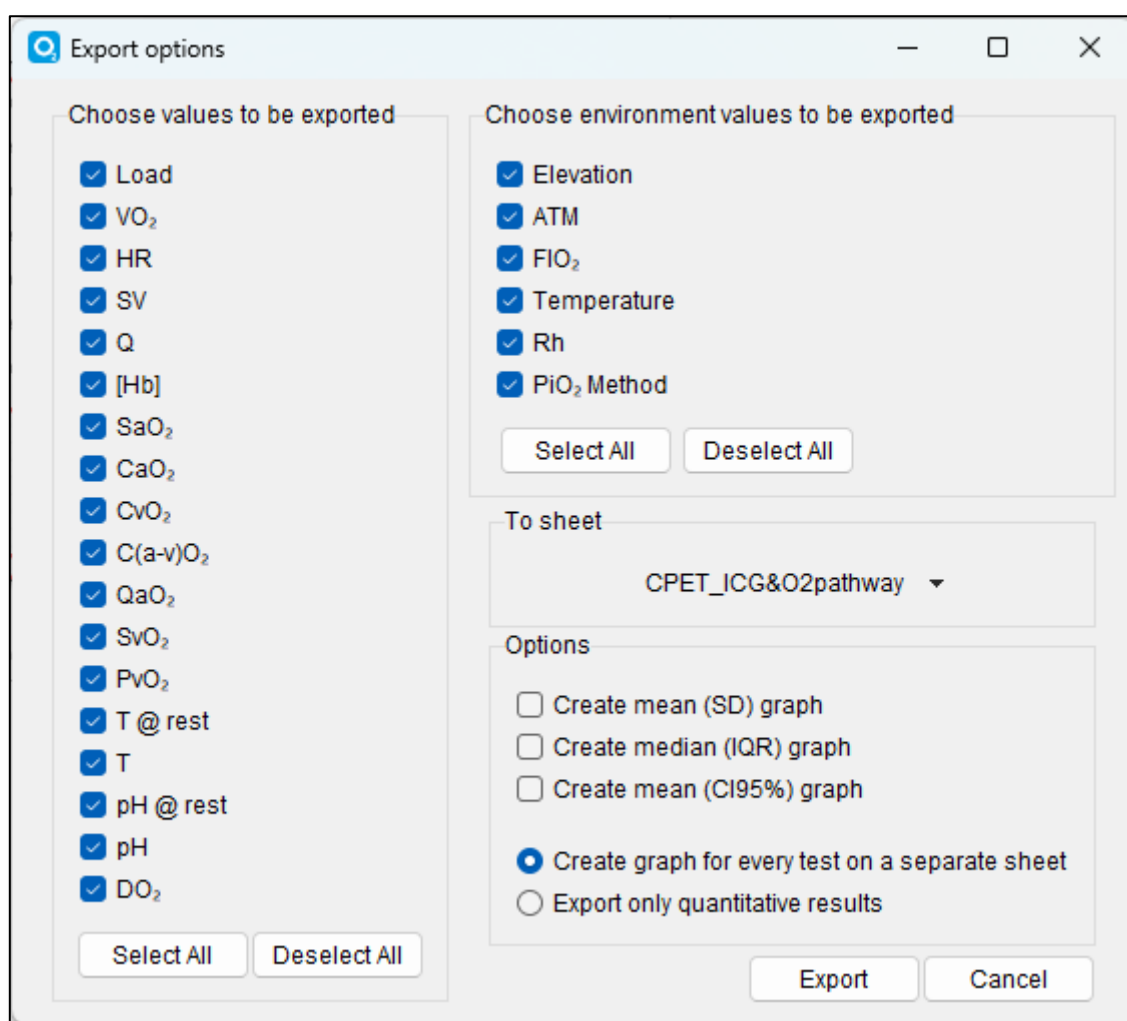 Export options
Choose values to be exported
Load
VO₂
HR
SV
Q
[Hb]
SaO₂
CaO₂
CvO₂
C(a-v)O₂
QaO₂
SvO₂
PvO₂
T @ rest
T
pH @ rest
pH
DO₂
Select All
Deselect All
Choose environment values to be exported
Elevation
ATM
FIO₂
Temperature
Rh
PiO₂ Method
Select All
Deselect All
To sheet
CPET_ICG&O2pathway
Options
Create mean (SD) graph
Create median (IQR) graph
Create mean (CI95%) graph
Create graph for every test on a separate sheet
Export only quantitative results
Export
Cancel